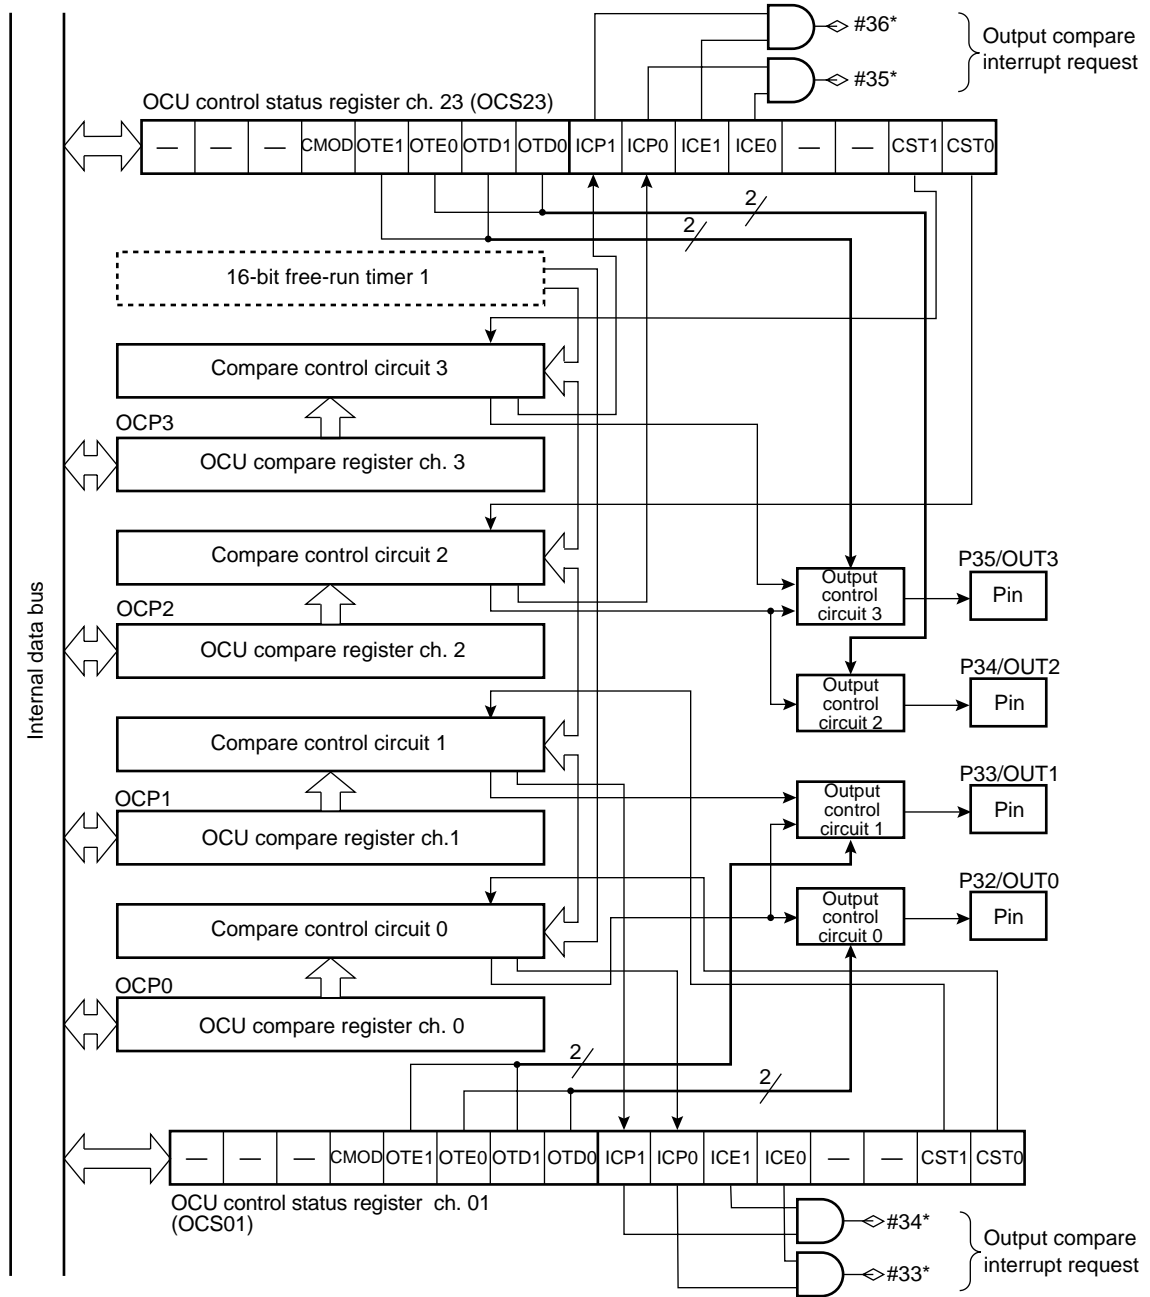 #36*
#35*
Output compare
interrupt request
OCU control status register ch. 23 (OCS23)
— — — CMOD OTE1 OTE0 OTD1 OTD0 ICP1 ICP0 ICE1 ICE0 — — CST1 CST0
2
2
16-bit free-run timer 1
Compare control circuit 3
OCP3
OCU compare register ch. 3
Compare control circuit 2
OCP2
OCU compare register ch. 2
Compare control circuit 1
OCP1
OCU compare register ch.1
Compare control circuit 0
OCP0
OCU compare register ch. 0
Internal data bus
Output
control
circuit 3
P35/OUT3
Pin
Output
control
circuit 2
P34/OUT2
Pin
Output
control
circuit 1
P33/OUT1
Pin
Output
control
circuit 0
P32/OUT0
Pin
2
2
— — — CMOD OTE1 OTE0 OTD1 OTD0 ICP1 ICP0 ICE1 ICE0 — — CST1 CST0
OCU control status register ch. 01
(OCS01)
#34*
#33*
Output compare
interrupt request